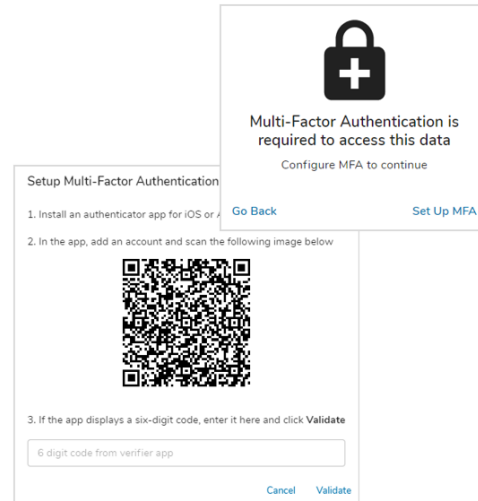 Multi-Factor Authentication is
required to access this data
Configure MFA to continue
Go Back
Set Up MFA
Setup Multi-Factor Authentication
1. Install an authenticator app for iOS or
2. In the app, add an account and scan the following image below
3. If the app displays a six-digit code, enter it here and click Validate
6 digit code from verifier app
Cancel
Validate